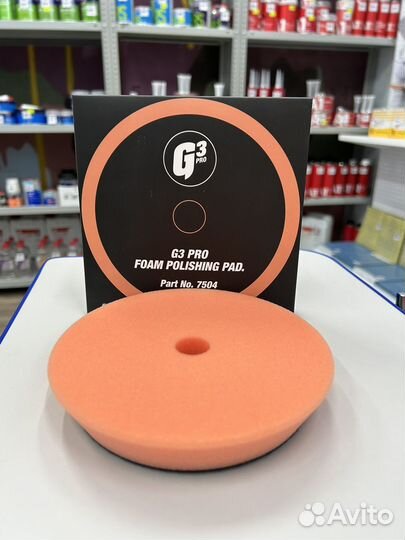 G3
PRO
G3 PRO
FOAM POLISHING PAD.
Part No. 7504
Avito